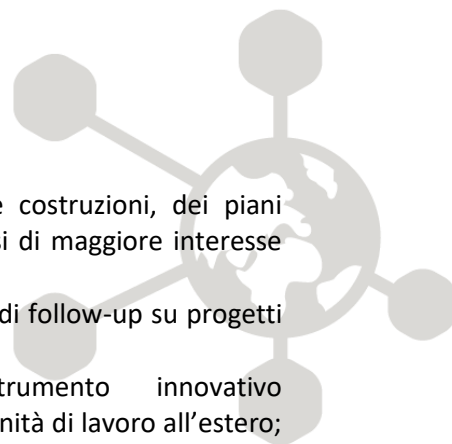 e costruzioni, dei piani
si di maggiore interesse
di follow-up su progetti
trumento innovativo
nità di lavoro all’estero;